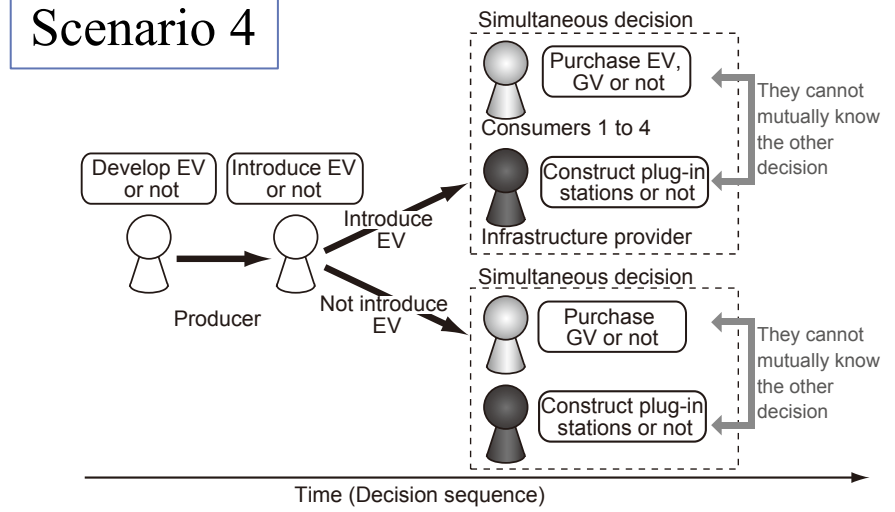 Scenario 4
Simultaneous decision
Purchase EV,
GV or not
Consumers 1 to 4
Construct plug-in
stations or not
Infrastructure provider
They cannot
mutually know
the other
decision
Develop EV
or not
Introduce EV
or not
Producer
Introduce
EV
Not introduce
EV
Simultaneous decision
Purchase
GV or not
Construct plug-in
stations or not
They cannot
mutually know
the other
decision
Time (Decision sequence)